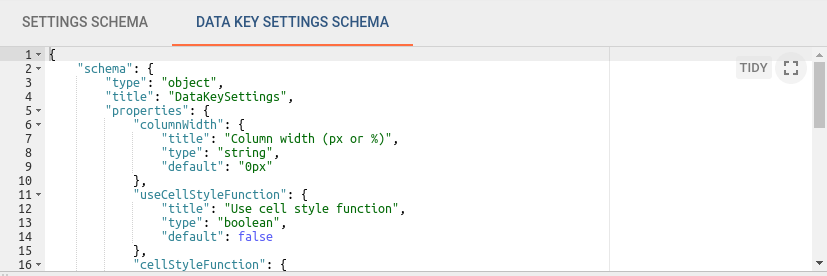 SETTINGS SCHEMA DATA KEY SETTINGS SCHEMA
1 {
2 "schema": {
TIDY
3 "type": "object",
4 "title": "DataKeySettings",
5 "properties": {
6 "columnWidth": {
7 "title": "Column width (px or %)",
8 "type": "string",
9 "default": "0px"
10 },
11 "useCellStyleFunction": {
12 "title": "Use cell style function",
13 "type": "boolean",
14 "default": false
15 },
16 "cellStyleFunction": {